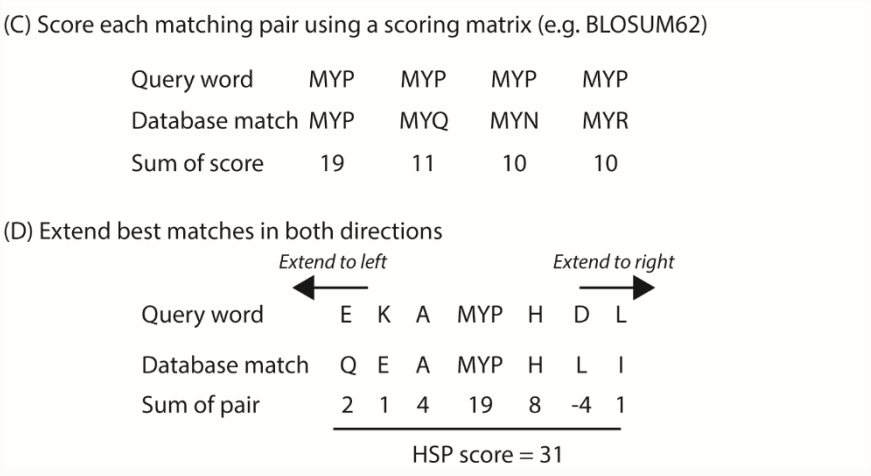 (C) Score each matching pair using a scoring matrix (e.g. BLOSUM62)
Query word MYP MYP MYP MYP
Database match MYP MYQ MYN MYR
Sum of score 19 11 10 10
(D) Extend best matches in both directions
Extend to left Extend to right
Query word E K A MYP H D L
Database match Q E A MYP H L I
Sum of pair 2 1 4 19 8 -4 1
HSP score = 31